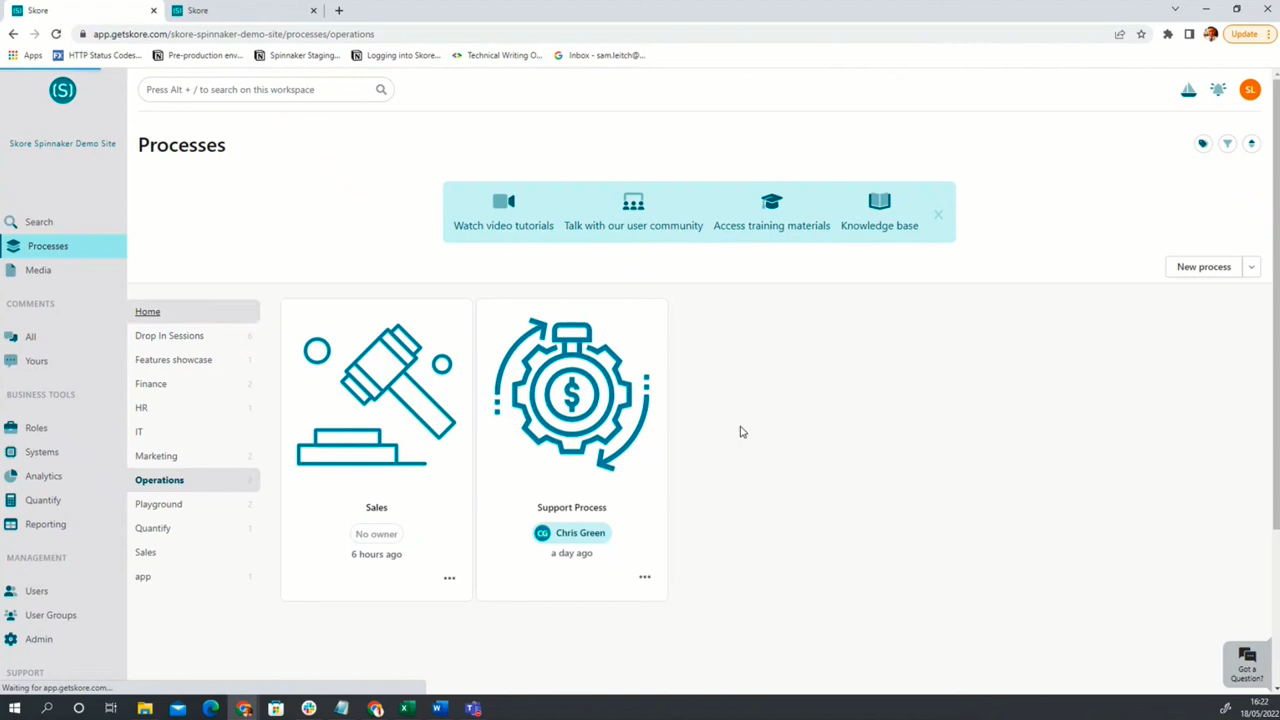 Skore
Skore
app.getskore.com/skore-spinnaker-demo-site/processes/operations
Update
Apps
HTTP Status Codes...
Pre-production env...
Spinnaker Staging...
Logging into Skore...
Technical Writing O...
Inbox - sam.leitch@...
(S)
Press Alt + / to search on this workspace
SL
Skore Spinnaker Demo Site
Processes
Watch video tutorials
Talk with our user community
Access training materials
Knowledge base
New process
Search
Processes
Media
COMMENTS
All
Yours
BUSINESS TOOLS
Roles
Systems
Analytics
Quantify
Reporting
MANAGEMENT
Users
User Groups
Admin
SUPPORT
Home
Drop In Sessions 6
Features showcase 1
Finance 2
HR 1
IT
Marketing 2
Operations 2
Playground 2
Quantify 1
Sales
app 1
$
Sales
No owner
6 hours ago
Support Process
CG Chris Green
a day ago
Got a
Question?
Waiting for app.getskore.com...
16:22
18/05/2022